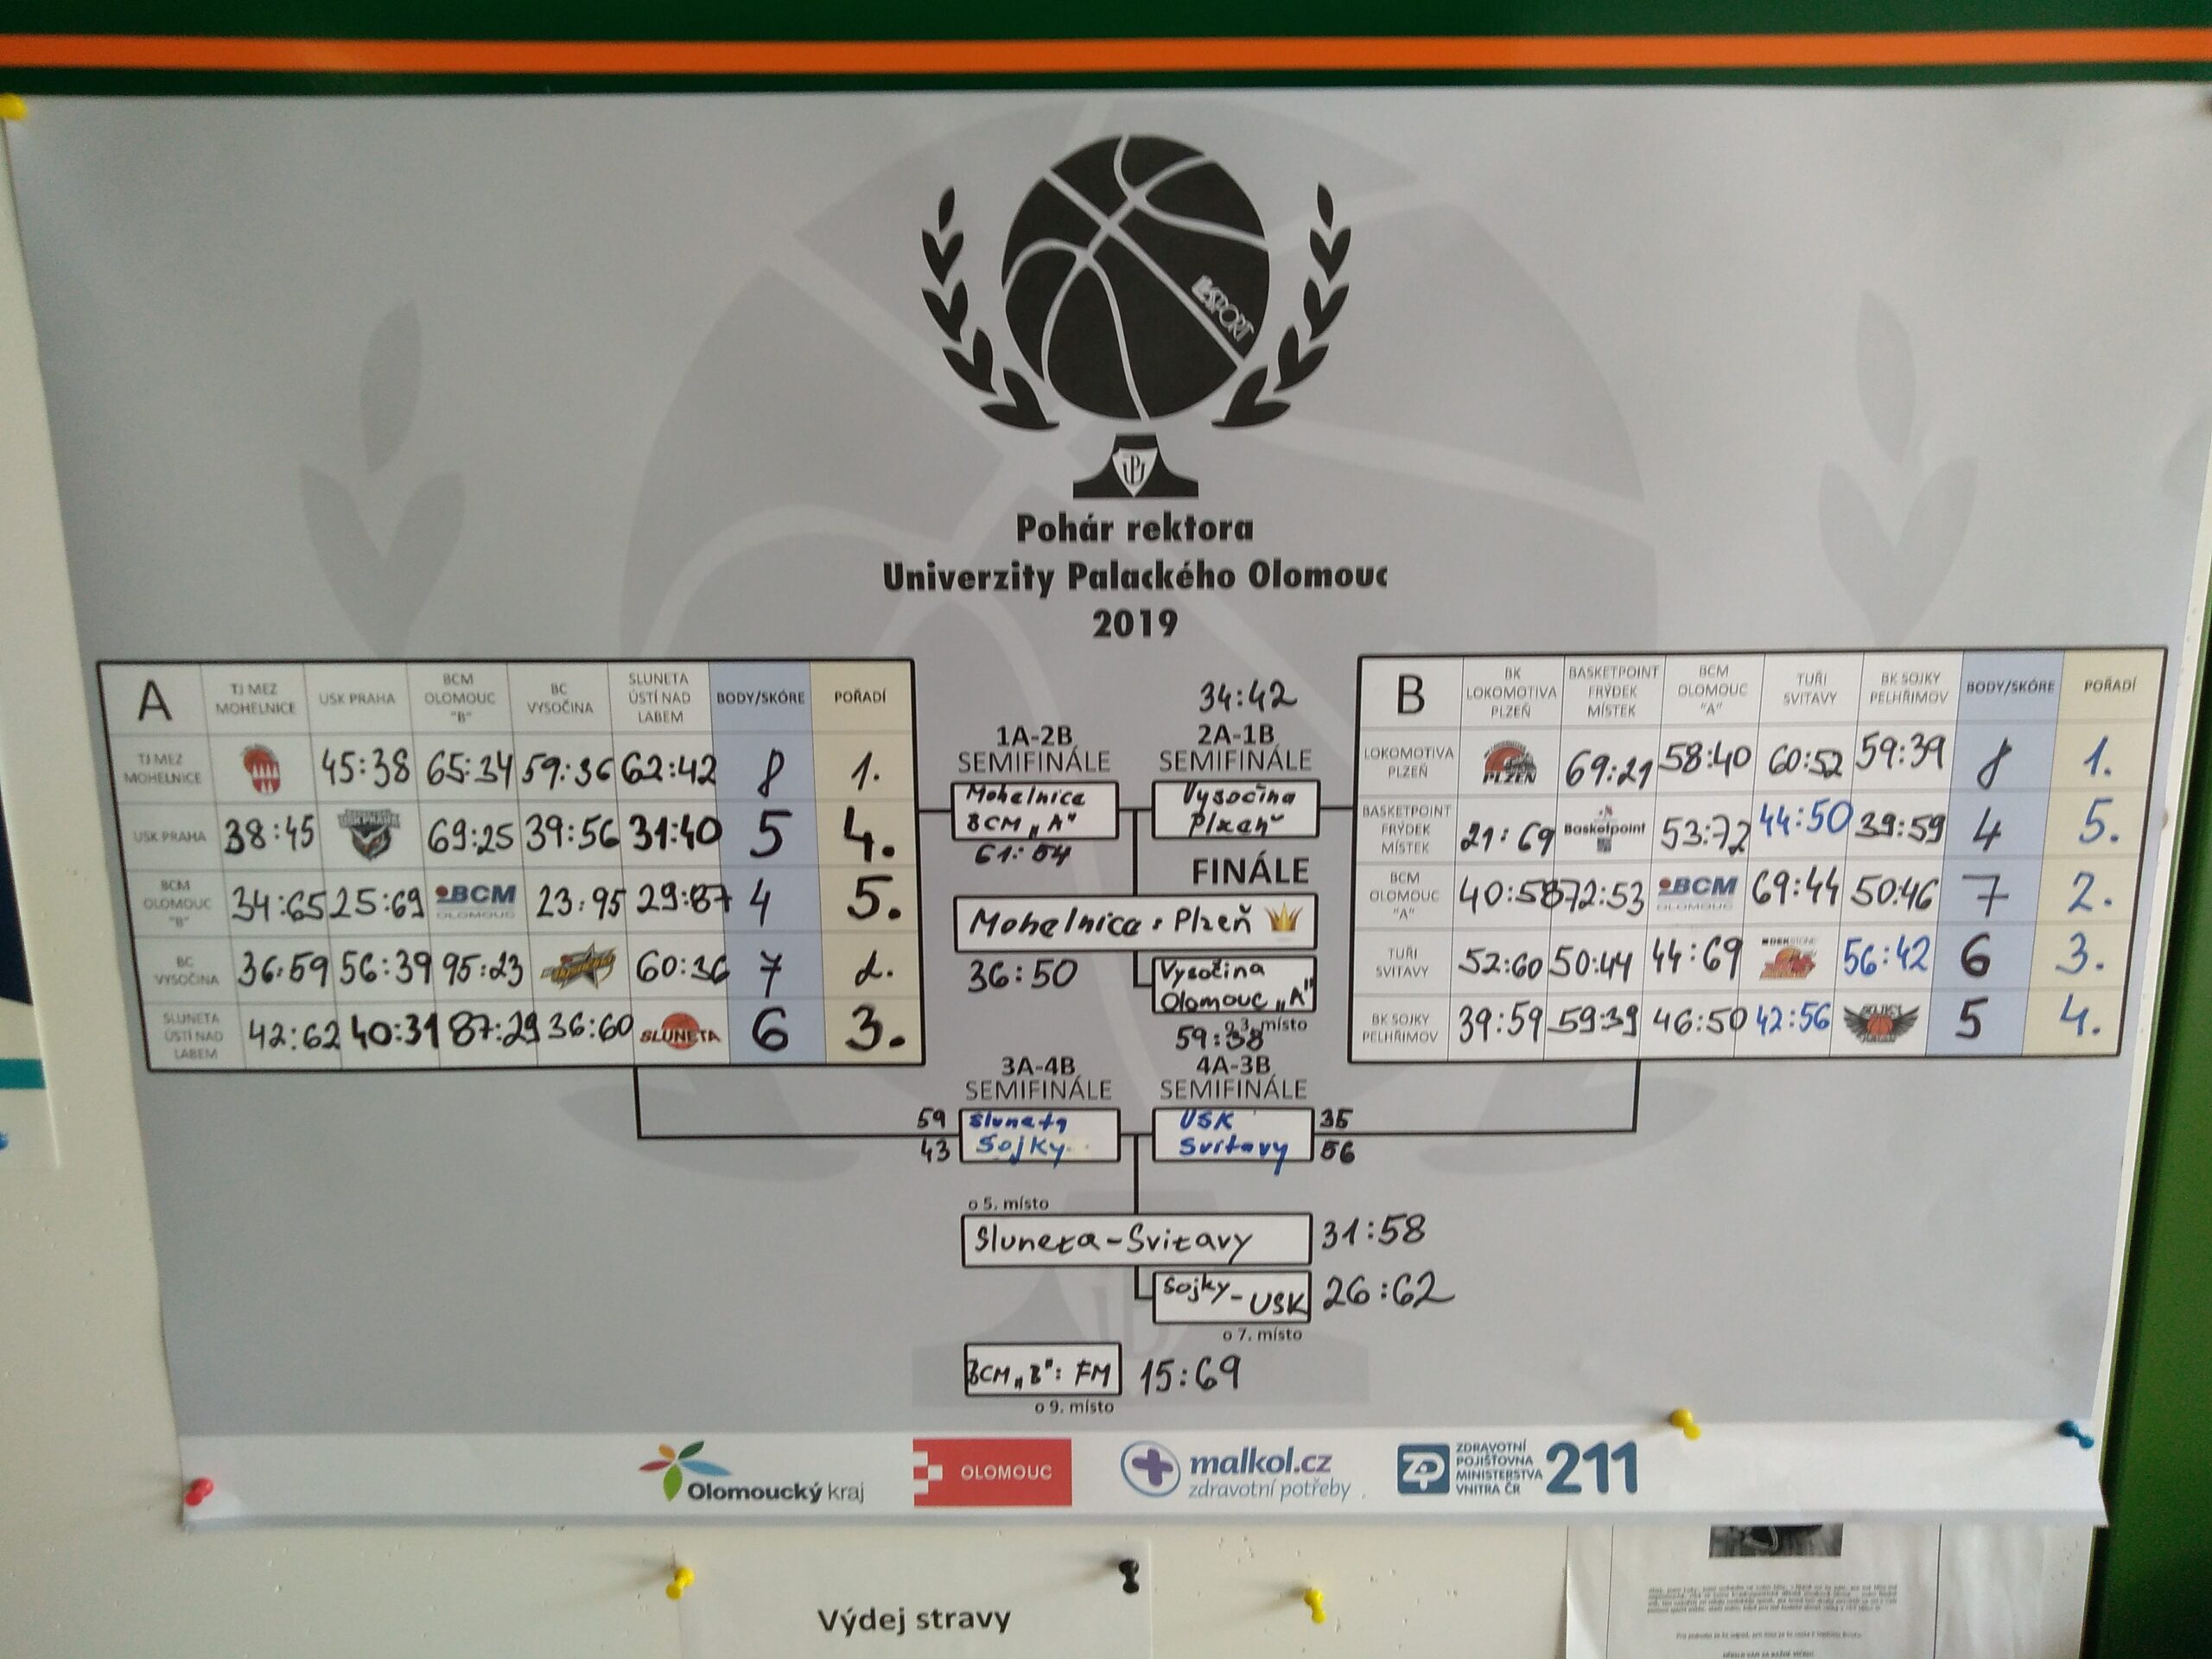 BSPORT
UP
Pohár rektora
Univerzity Palackého Olomouc
2019
A TJ MEZ MOHELNICE USK PRAHA BCM OLOMOUC "B" BC VYSOČINA SLUNETA ÚSTÍ NAD LABEM BODY/SKÓRE POŘADÍ
TJ MEZ MOHELNICE 45:38 65:34 59:36 62:42 8 1.
USK PRAHA 38:45 USK PRAHA 69:25 39:56 31:40 5 4.
BCM OLOMOUC "B" 34:65 25:69 BCM OLOMOUC 23:95 29:87 4 5.
BC VYSOČINA 36:59 56:39 95:23 60:36 7 2.
SLUNETA ÚSTÍ NAD LABEM 42:62 40:31 87:29 36:60 SLUNETA 6 3.
34:42
1A-2B
SEMIFINÁLE
Mohelnice
BCM „A"
61:54
2A-1B
SEMIFINÁLE
Vysočina
Plzeň
FINÁLE
Mohelnice : Plzeň
36:50
Vysočina
Olomouc „A"
o 3. místo
59:38
B BK LOKOMOTIVA PLZEŇ BASKETPOINT FRÝDEK MÍSTEK BCM OLOMOUC "A" TUŘI SVITAVY BK SOJKY PELHŘIMOV BODY/SKÓRE POŘADÍ
LOKOMOTIVA PLZEŇ PLZEŇ 69:21 58:40 60:52 59:39 8 1.
BASKETPOINT FRÝDEK MÍSTEK 21:69 Basketpoint 53:72 44:50 39:59 4 5.
BCM OLOMOUC "A" 40:58 72:53 BCM OLOMOUC 69:44 50:46 7 2.
TUŘI SVITAVY 52:60 50:44 44:69 56:42 6 3.
BK SOJKY PELHŘIMOV 39:59 59:39 46:50 42:56 5 4.
3A-4B
SEMIFINÁLE
59 Sluneta
43 Sojky
4A-3B
SEMIFINÁLE
USK 35
Svitavy 56
o 5. místo
Sluneta-Svitavy 31:58
Sojky-USK 26:62
o 7. místo
BCM „B": FM 15:69
o 9. místo
Olomoucký kraj
OLOMOUC
malkol.cz
zdravotní potřeby
ZP ZDRAVOTNÍ
POJIŠŤOVNA
MINISTERSTVA
VNITRA ČR
211
Výdej stravy